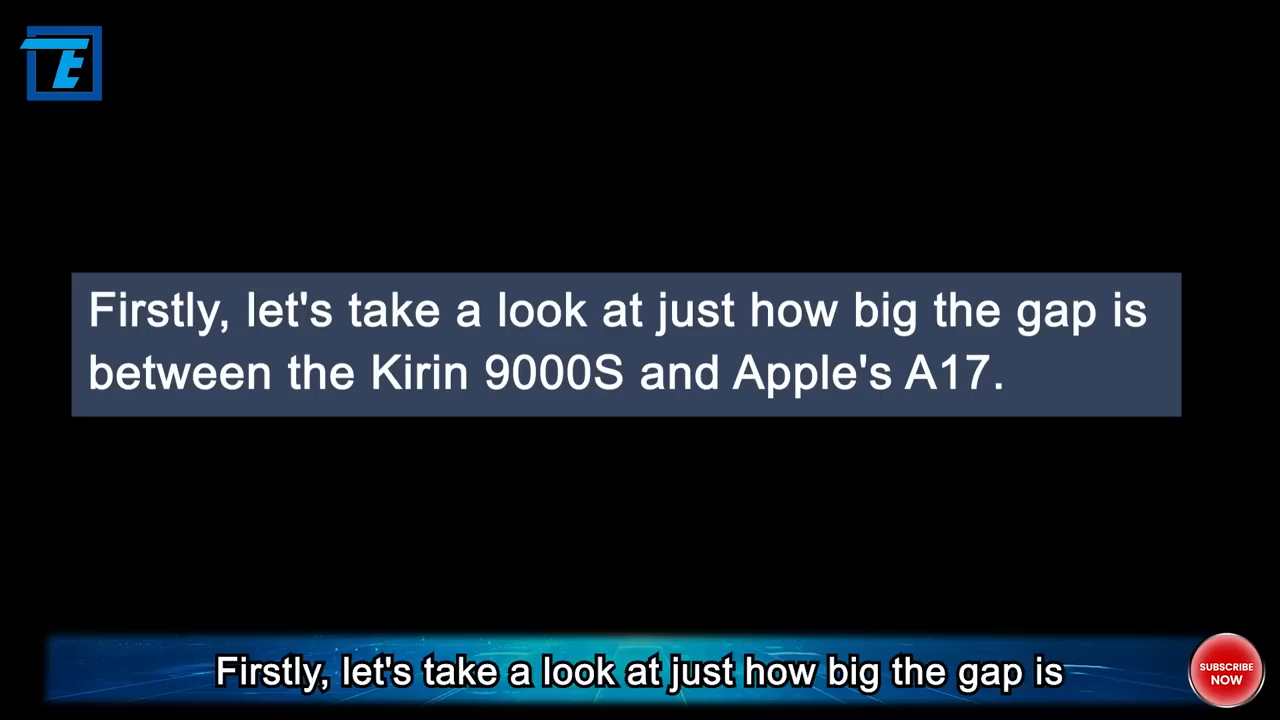 TE
Firstly, let's take a look at just how big the gap is
between the Kirin 9000S and Apple's A17.
Firstly, let's take a look at just how big the gap is
SUBSCRIBE
NOW